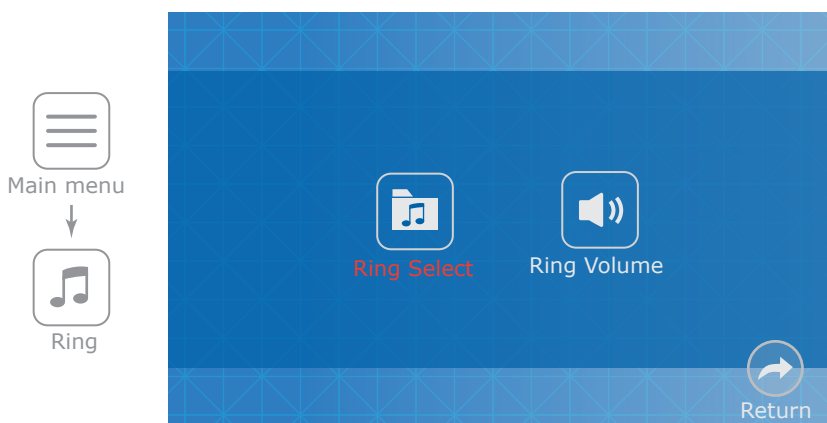 Main menu
Ring
Ring Select
Ring Volume
Return